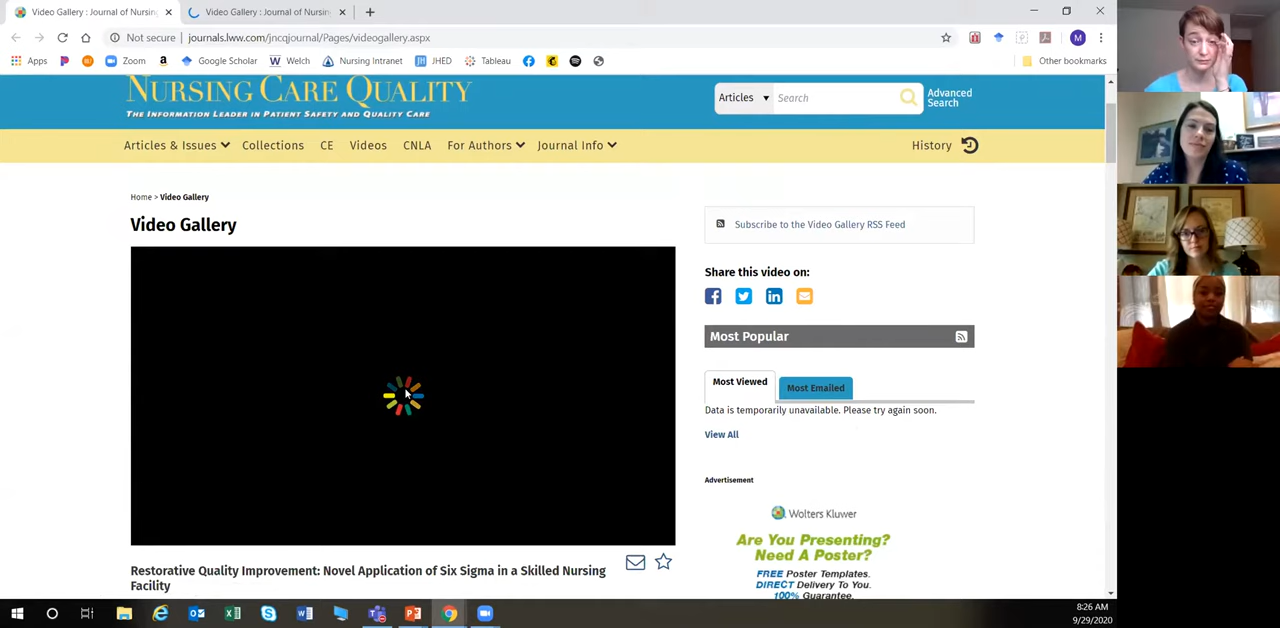 Video Gallery : Journal of Nursin
Video Gallery : Journal of Nursin
Not secure | journals.lww.com/jncqjournal/Pages/videogallery.aspx
M
Apps
Zoom
Google Scholar
Welch
Nursing Intranet
JHED
Tableau
Other bookmarks
NURSING CARE QUALITY
THE INFORMATION LEADER IN PATIENT SAFETY AND QUALITY CARE
Articles
Search
Advanced
Search
Articles & Issues
Collections
CE
Videos
CNLA
For Authors
Journal Info
History
Home > Video Gallery
Video Gallery
Subscribe to the Video Gallery RSS Feed
Share this video on:
Most Popular
Most Viewed
Most Emailed
Data is temporarily unavailable. Please try again soon.
View All
Advertisement
Wolters Kluwer
Are You Presenting?
Need A Poster?
FREE Poster Templates.
DIRECT Delivery To You.
100% Guarantee.
Restorative Quality Improvement: Novel Application of Six Sigma in a Skilled Nursing
Facility
8:26 AM
9/29/2020